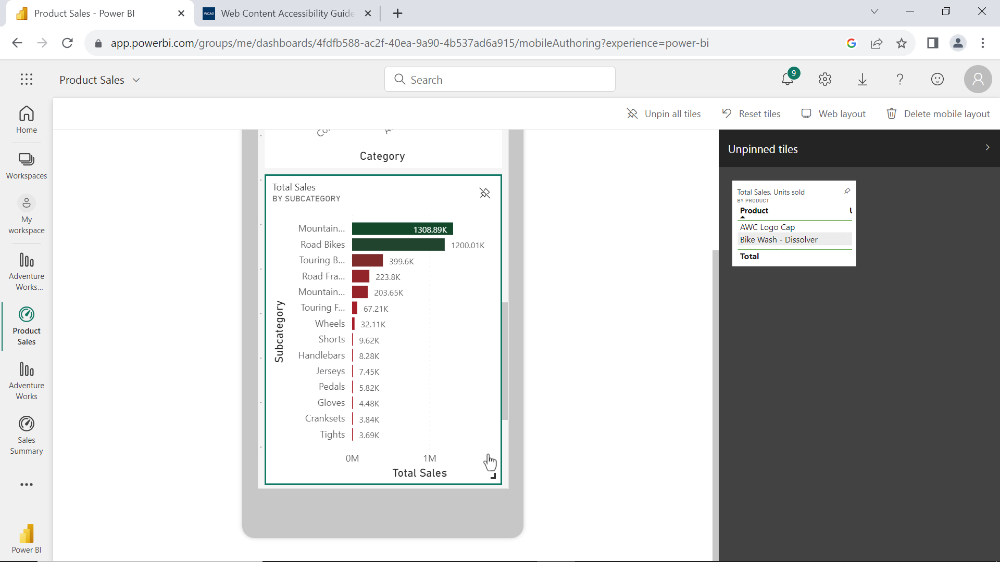 Product Sales - Power BI
WCAG Web Content Accessibility Guide
app.powerbi.com/groups/me/dashboards/4fdfb588-ac2f-40ea-9a90-4b537ad6a915/mobileAuthoring?experience=power-bi
Product Sales
Search
9
Unpin all tiles
Reset tiles
Web layout
Delete mobile layout
Home
Workspaces
My
workspace
Adventure
Works...
Product
Sales
Adventure
Works
Sales
Summary
Power BI
Co
Category
Total Sales
BY SUBCATEGORY
Subcategory
Mountain... 1308.89K
Road Bikes 1200.01K
Touring B... 399.6K
Road Fra... 223.8K
Mountain... 203.65K
Touring F... 67.21K
Wheels 32.11K
Shorts 9.62K
Handlebars 8.28K
Jerseys 7.45K
Pedals 5.82K
Gloves 4.48K
Cranksets 3.84K
Tights 3.69K
0M 1M
Total Sales
Unpinned tiles
Total Sales, Units sold
BY PRODUCT
Product
AWC Logo Cap
Bike Wash - Dissolver
Total